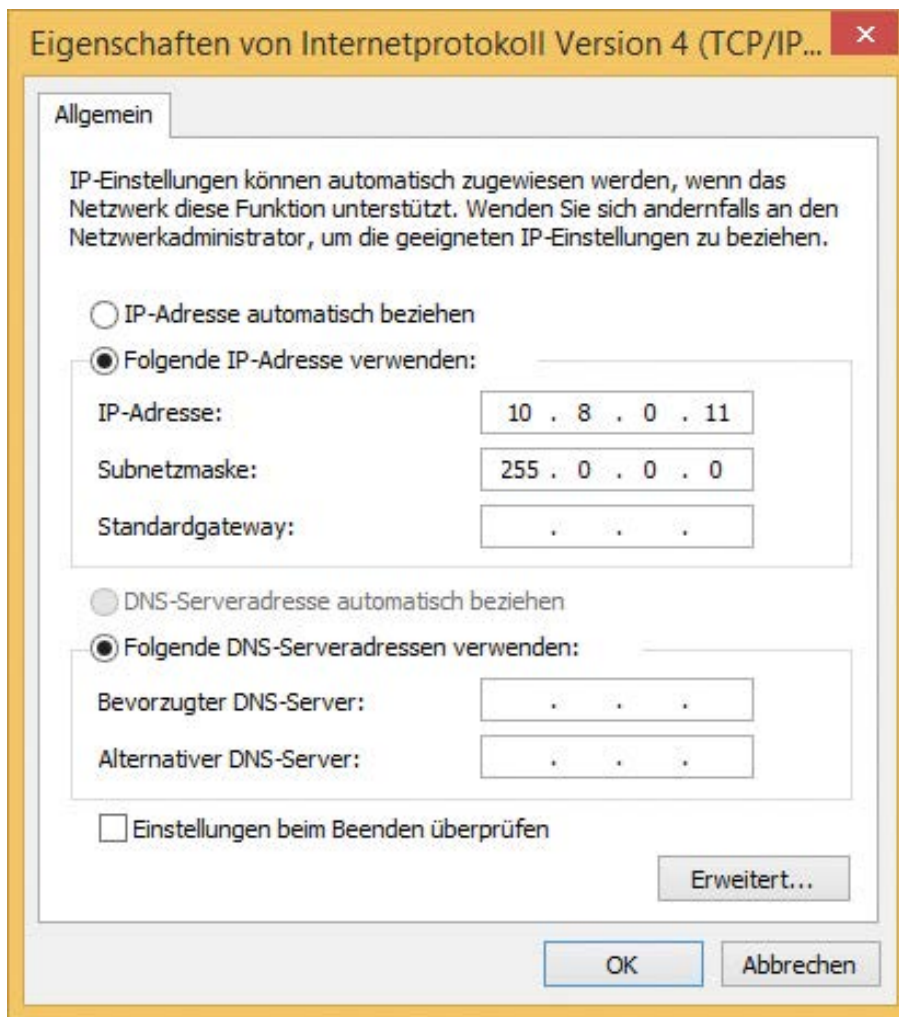 Eigenschaften von Internetprotokoll Version 4 (TCP/IP...
Allgemein
IP-Einstellungen können automatisch zugewiesen werden, wenn das
Netzwerk diese Funktion unterstützt. Wenden Sie sich andernfalls an den
Netzwerkadministrator, um die geeigneten IP-Einstellungen zu beziehen.
IP-Adresse automatisch beziehen
Folgende IP-Adresse verwenden:
IP-Adresse: 10 . 8 . 0 . 11
Subnetzmaske: 255 . 0 . 0 . 0
Standardgateway: . . .
DNS-Serveradresse automatisch beziehen
Folgende DNS-Serveradressen verwenden:
Bevorzugter DNS-Server: . . .
Alternativer DNS-Server: . . .
Einstellungen beim Beenden überprüfen
Erweitert...
OK Abbrechen